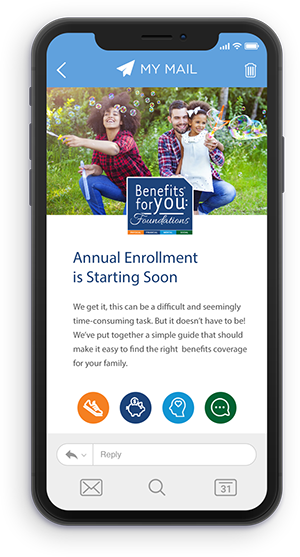 MY MAIL
Benefits
for you:
Foundations
Annual Enrollment
is Starting Soon
We get it, this can be a difficult and seemingly
time-consuming task. But it doesn't have to be!
We've put together a simple guide that should
make it easy to find the right benefits coverage
for your family.
Reply
31